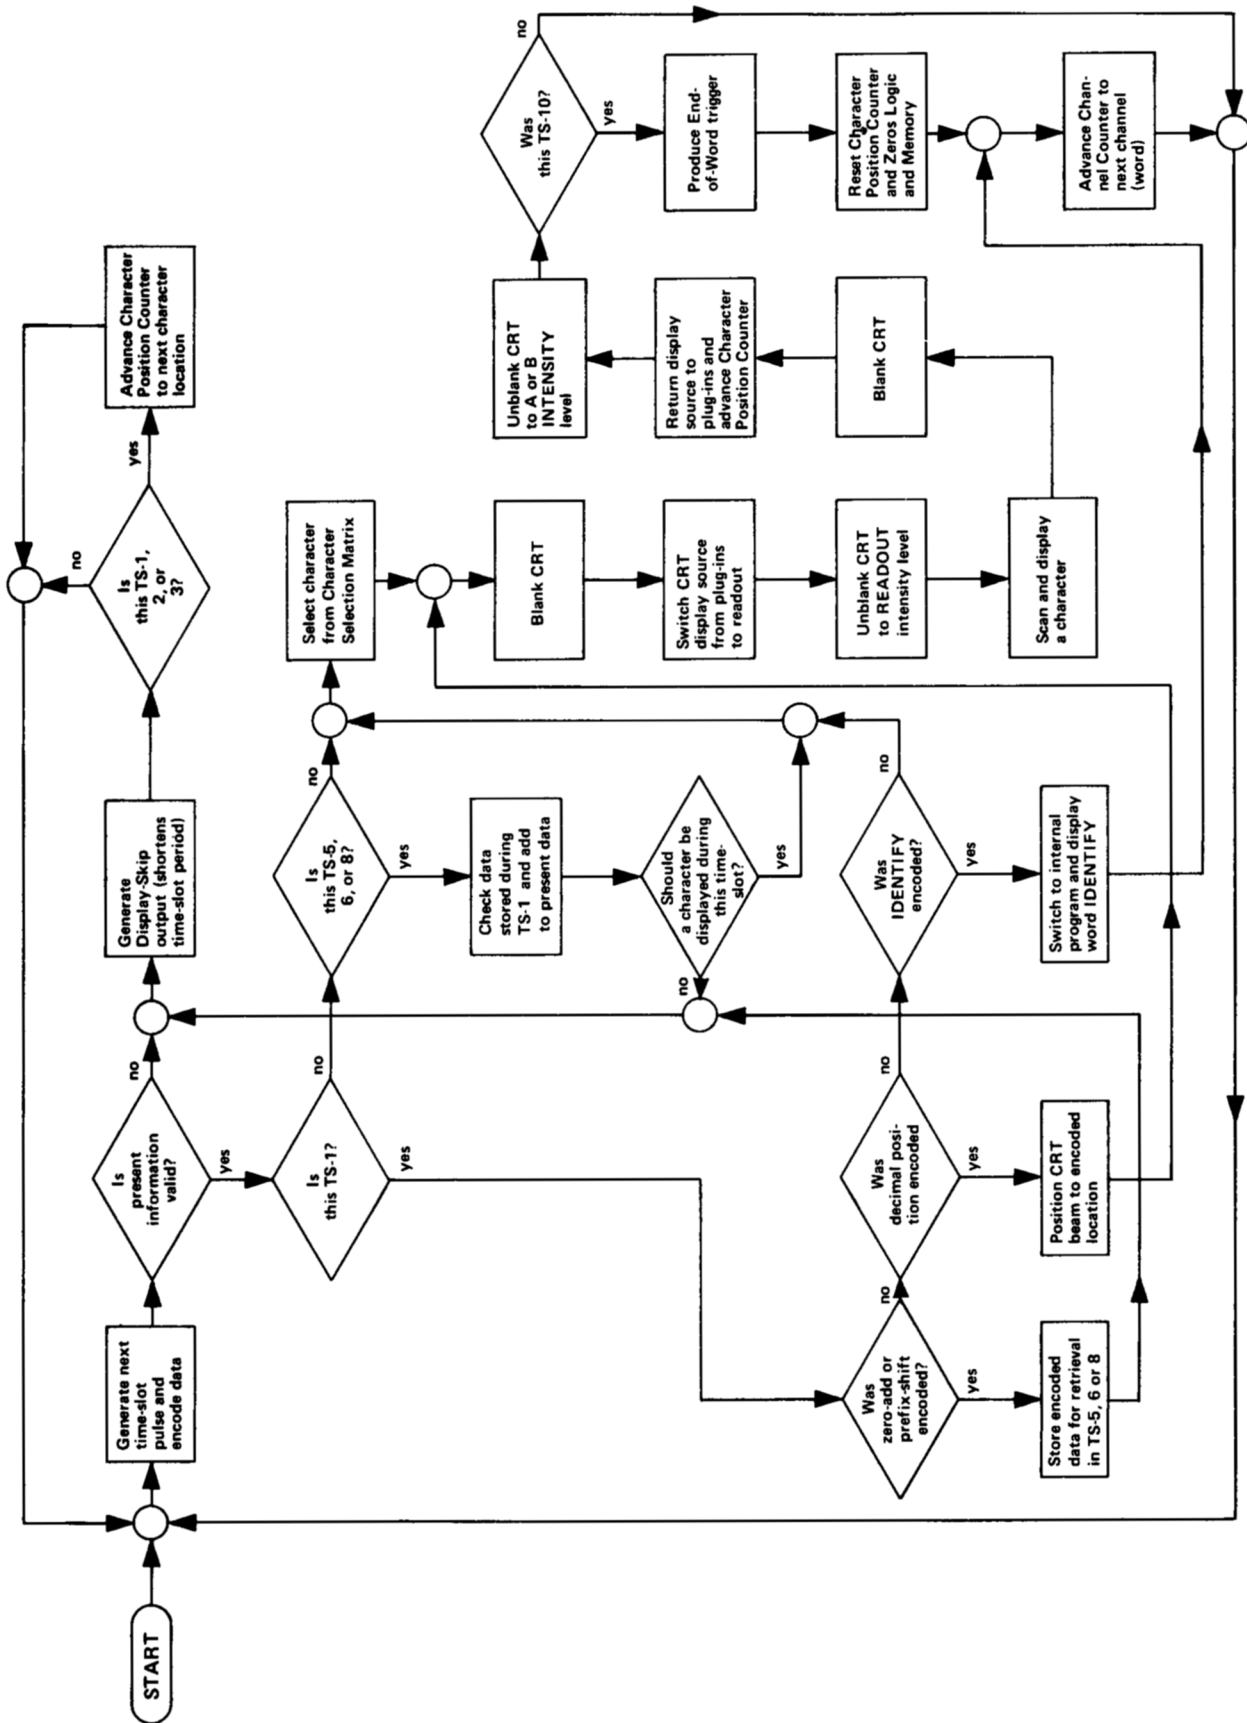 START
Generate next
time-slot
pulse and
encode data
Is
present
information
valid?
no
yes
Generate
Display-Skip
output (shortens
time-slot period)
Is
this TS-1,
2, or
3?
no
yes
Advance Character
Position Counter
to next character
location
Is
this TS-1?
no
yes
Is
this TS-5,
6, or 8?
no
yes
Select character
from Character
Selection Matrix
Check data
stored during
TS-1 and add
to present data
Should
a character be
displayed during
this time-
slot?
no
yes
Blank CRT
Switch CRT
display source
from plug-ins
to readout
Unblank CRT
to READOUT
intensity level
Scan and display
a character
Blank CRT
Return display
source to
plug-ins and
advance Character
Position Counter
Unblank CRT
to A or B
INTENSITY
level
Was
this TS-10?
no
yes
Produce End-
of-Word trigger
Reset Character
Position Counter
and Zeros Logic
and Memory
Advance Chan-
nel Counter to
next channel
(word)
Was
zero-add or
prefix-shift
encoded?
no
yes
Store encoded
data for retrieval
in TS-5, 6 or 8
Was
decimal posi-
tion encoded
no
yes
Position CRT
beam to encoded
location
Was
IDENTIFY
encoded?
no
yes
Switch to internal
program and display
word IDENTIFY